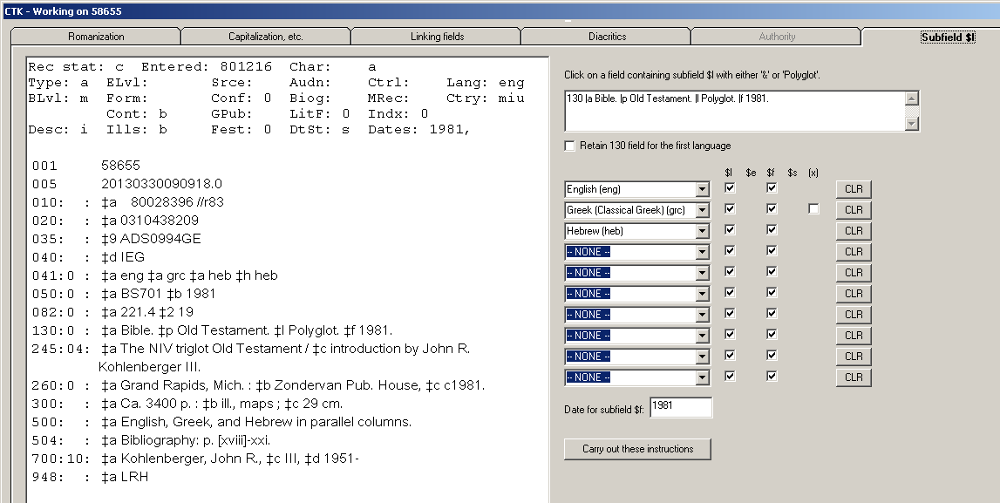 CTK - Working on 58655
Romanization Capitalization, etc. Linking fields Diacritics Authority Subfield $l
Rec stat: c Entered: 801216 Char: a
Type: a ELvl: Srce: Audn: Ctrl: Lang: eng
BLvl: m Form: Conf: 0 Biog: MRec: Ctry: miu
Cont: b GPub: LitF: 0 Indx: 0
Desc: i Ills: b Fest: 0 DtSt: s Dates: 1981,
001 58655
005 20130330090918.0
010: : ‡a 80028396 //r83
020: : ‡a 0310438209
035: : ‡9 ADS0994GE
040: : ‡d IEG
041:0 : ‡a eng ‡a grc ‡a heb ‡h heb
050:0 : ‡a BS701 ‡b 1981
082:0 : ‡a 221.4 ‡2 19
130:0 : ‡a Bible. ‡p Old Testament. ‡l Polyglot. ‡f 1981.
245:04: ‡a The NIV triglot Old Testament / ‡c introduction by John R.
Kohlenberger III.
260:0 : ‡a Grand Rapids, Mich. : ‡b Zondervan Pub. House, ‡c c1981.
300: : ‡a Ca. 3400 p. : ‡b ill., maps ; ‡c 29 cm.
500: : ‡a English, Greek, and Hebrew in parallel columns.
504: : ‡a Bibliography: p. [xviii]-xxi.
700:10: ‡a Kohlenberger, John R., ‡c III, ‡d 1951-
948: : ‡a LRH
Click on a field containing subfield $l with either '&' or 'Polyglot'.
130 |a Bible. |p Old Testament. |l Polyglot. |f 1981.
Retain 130 field for the first language
$l $e $f $s (x)
English (eng) CLR
Greek (Classical Greek) (grc) CLR
Hebrew (heb) CLR
-- NONE -- CLR
-- NONE -- CLR
-- NONE -- CLR
-- NONE -- CLR
-- NONE -- CLR
-- NONE -- CLR
-- NONE -- CLR
Date for subfield $f: 1981
Carry out these instructions